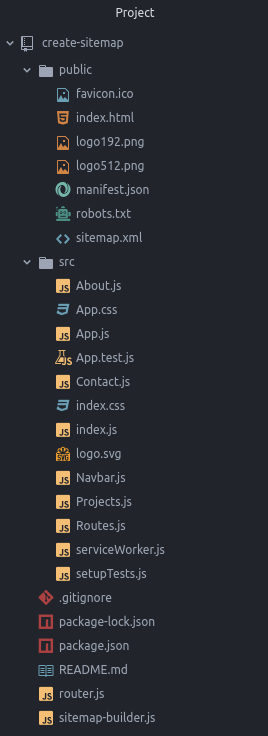 Project
create-sitemap
public
favicon.ico
index.html
logo192.png
logo512.png
manifest.json
robots.txt
sitemap.xml
src
About.js
App.css
App.js
App.test.js
Contact.js
index.css
index.js
logo.svg
Navbar.js
Projects.js
Routes.js
serviceWorker.js
setupTests.js
.gitignore
package-lock.json
package.json
README.md
router.js
sitemap-builder.js